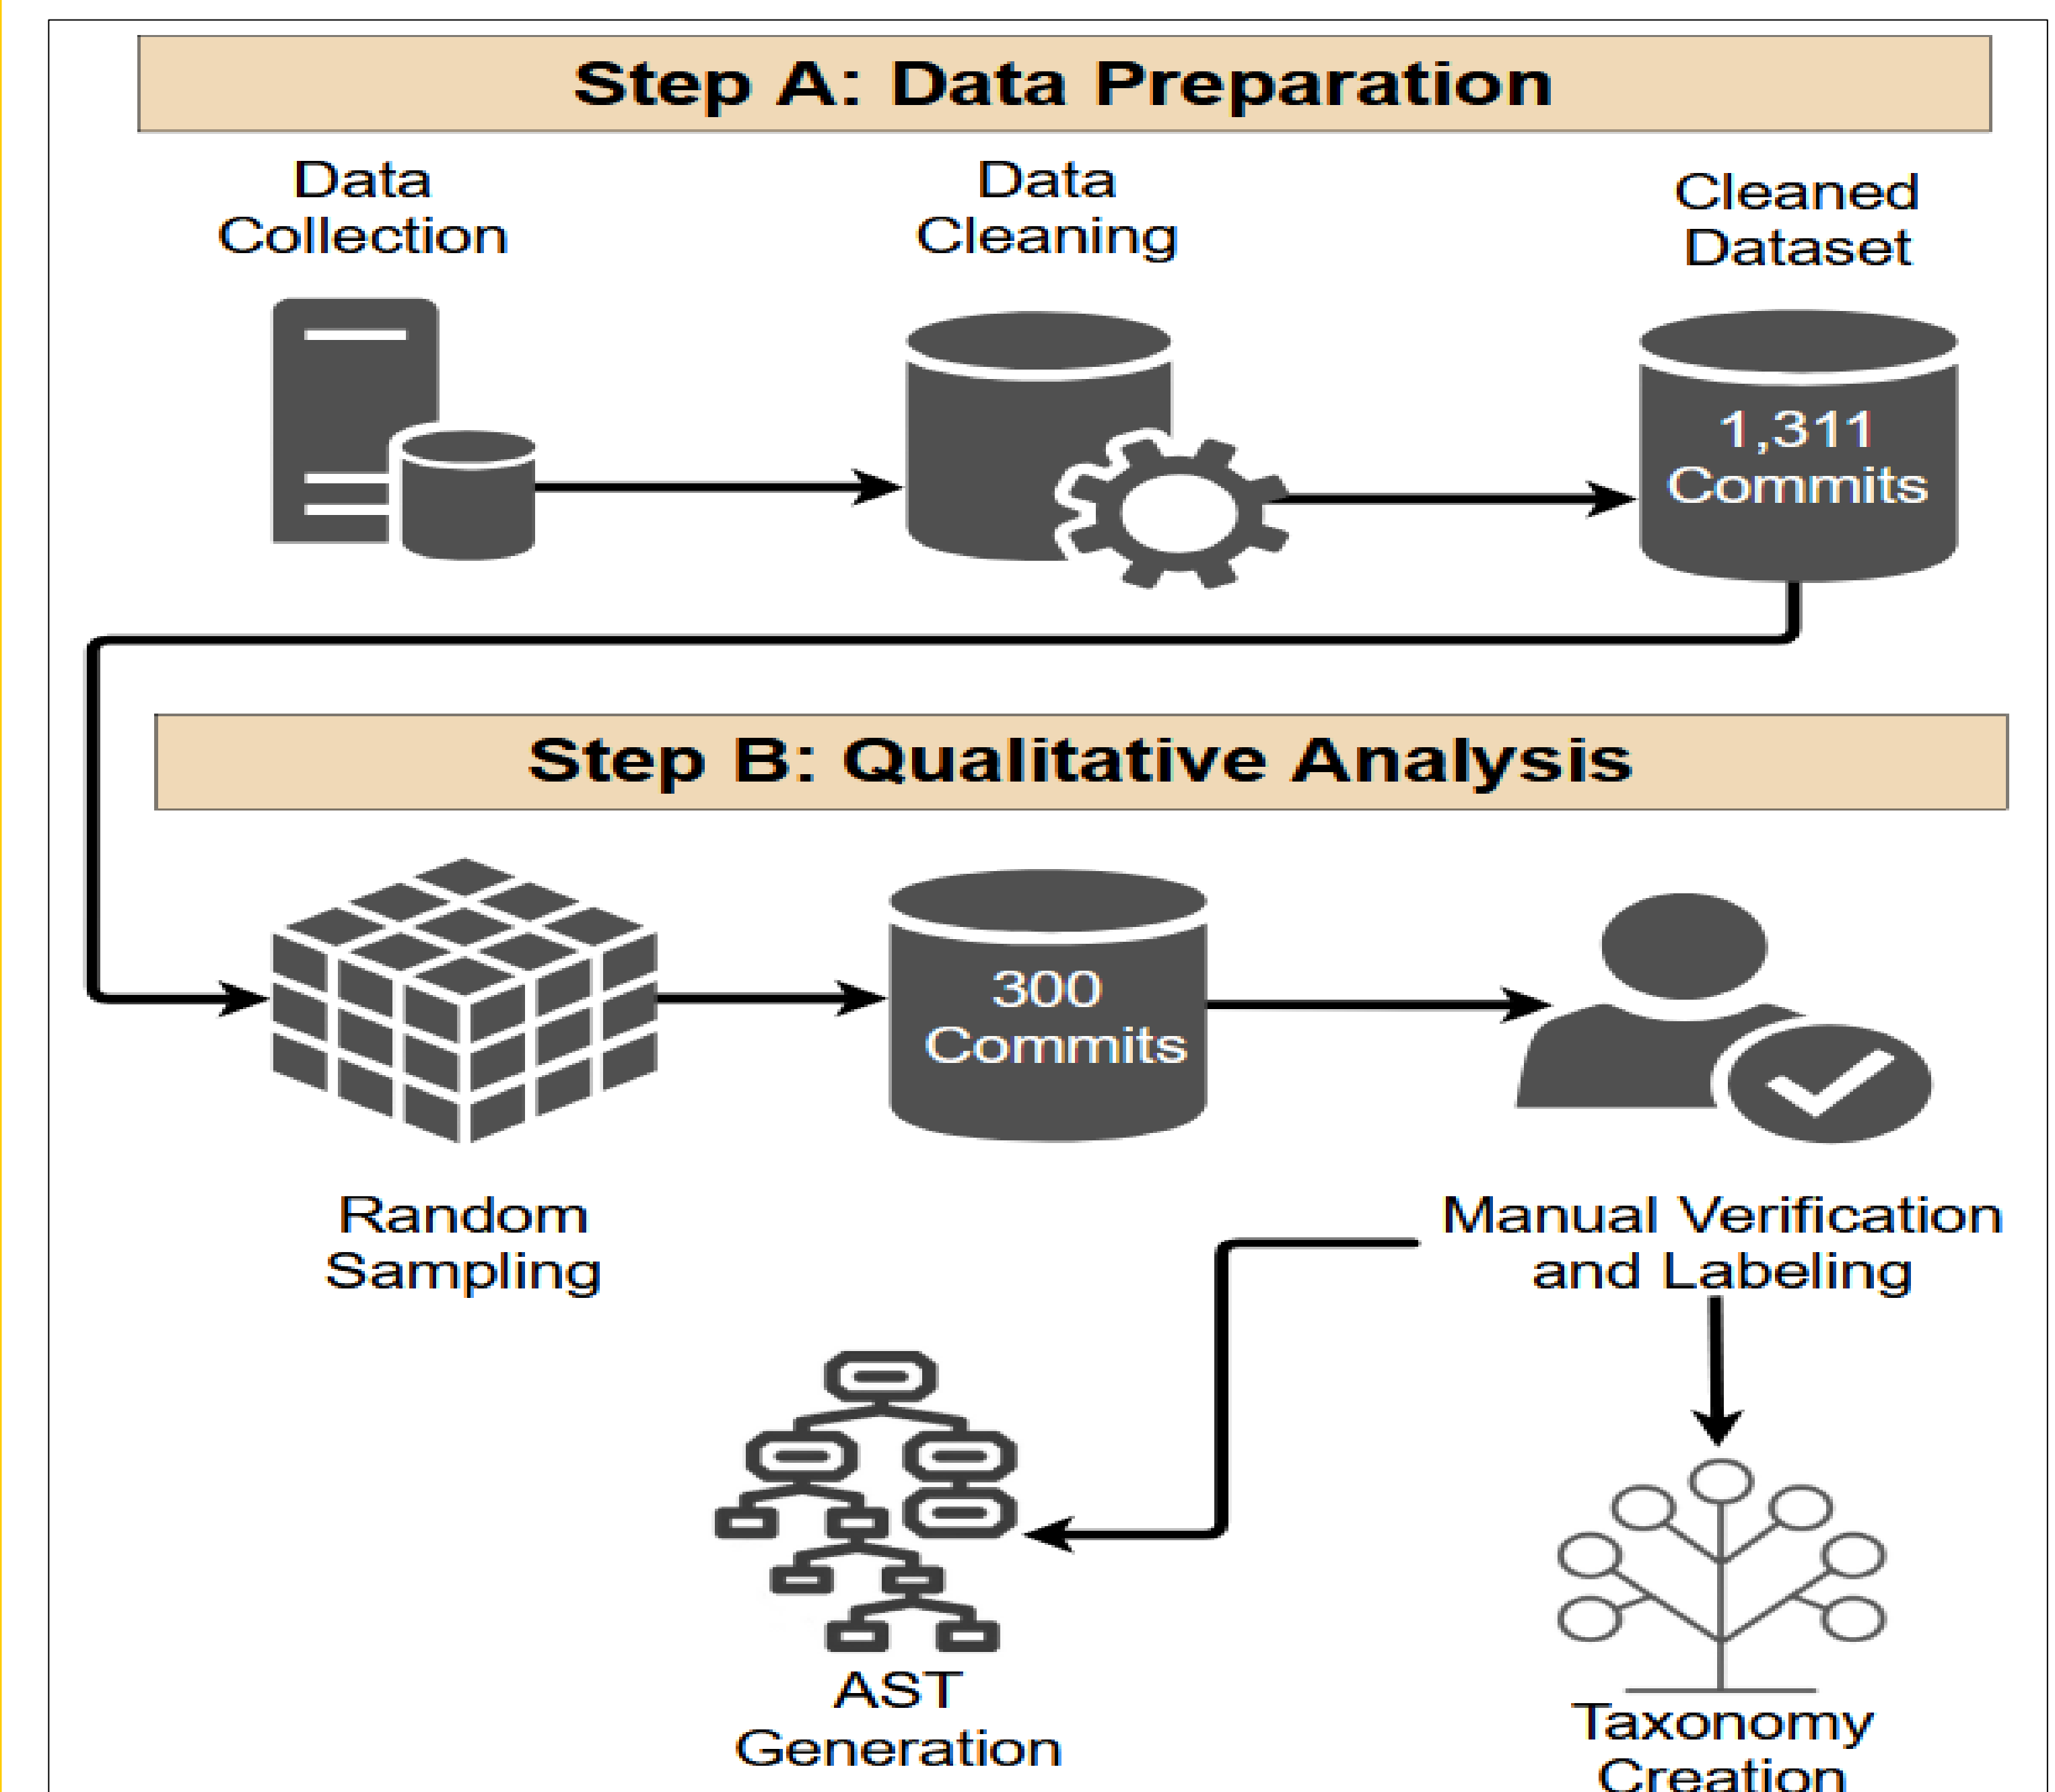 Step A: Data Preparation
Data
Collection
Data
Cleaning
Cleaned
Dataset
1,311
Commits
Step B: Qualitative Analysis
300
Commits
Random
Sampling
Manual Verification
and Labeling
AST
Generation
Taxonomy
Creation